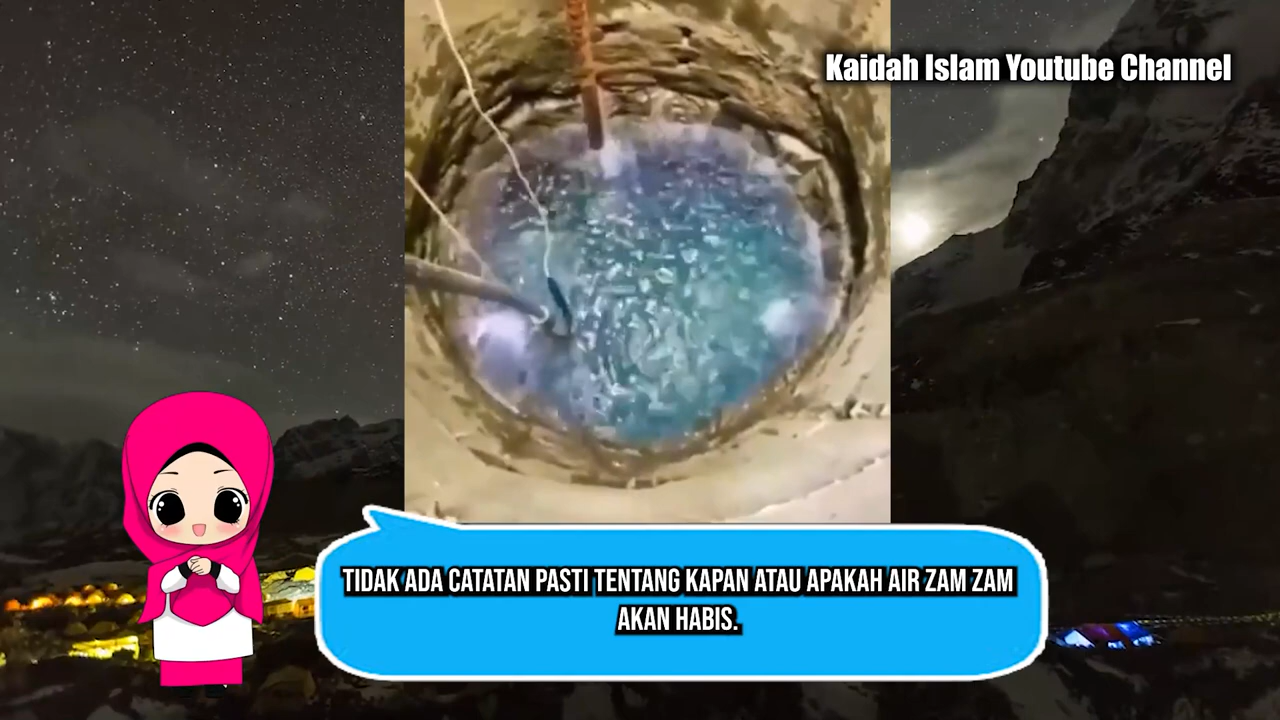 Kaidah Islam Youtube Channel
TIDAK ADA CATATAN PASTI TENTANG KAPAN ATAU APAKAH AIR ZAM ZAM
AKAN HABIS.